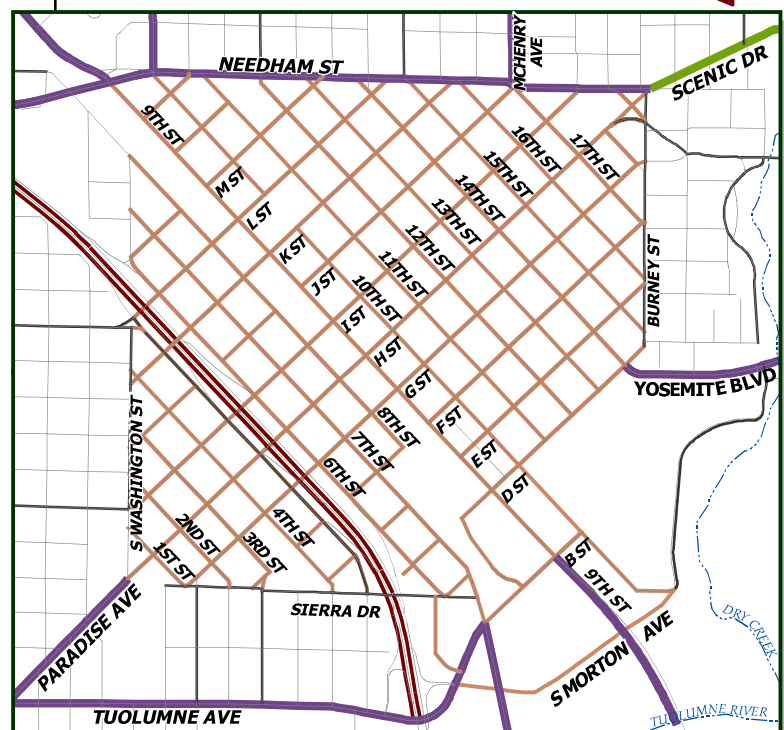 NEEDHAM ST
MCHENRY
AVE
SCENIC DR
9TH ST
16TH ST
17TH ST
15TH ST
M ST
14TH ST
L ST
13TH ST
K ST
12TH ST
11TH ST
J ST
10TH ST
BURNEY ST
I ST
H ST
G ST
YOSEMITE BLVD
8TH ST
F ST
7TH ST
E ST
6TH ST
D ST
S WASHINGTON ST
4TH ST
2ND ST
3RD ST
1ST ST
B ST
9TH ST
SIERRA DR
PARADISE AVE
S MORTON AVE
DRY CREEK
TUOLUMNE AVE
TUOLUMNE RIVER